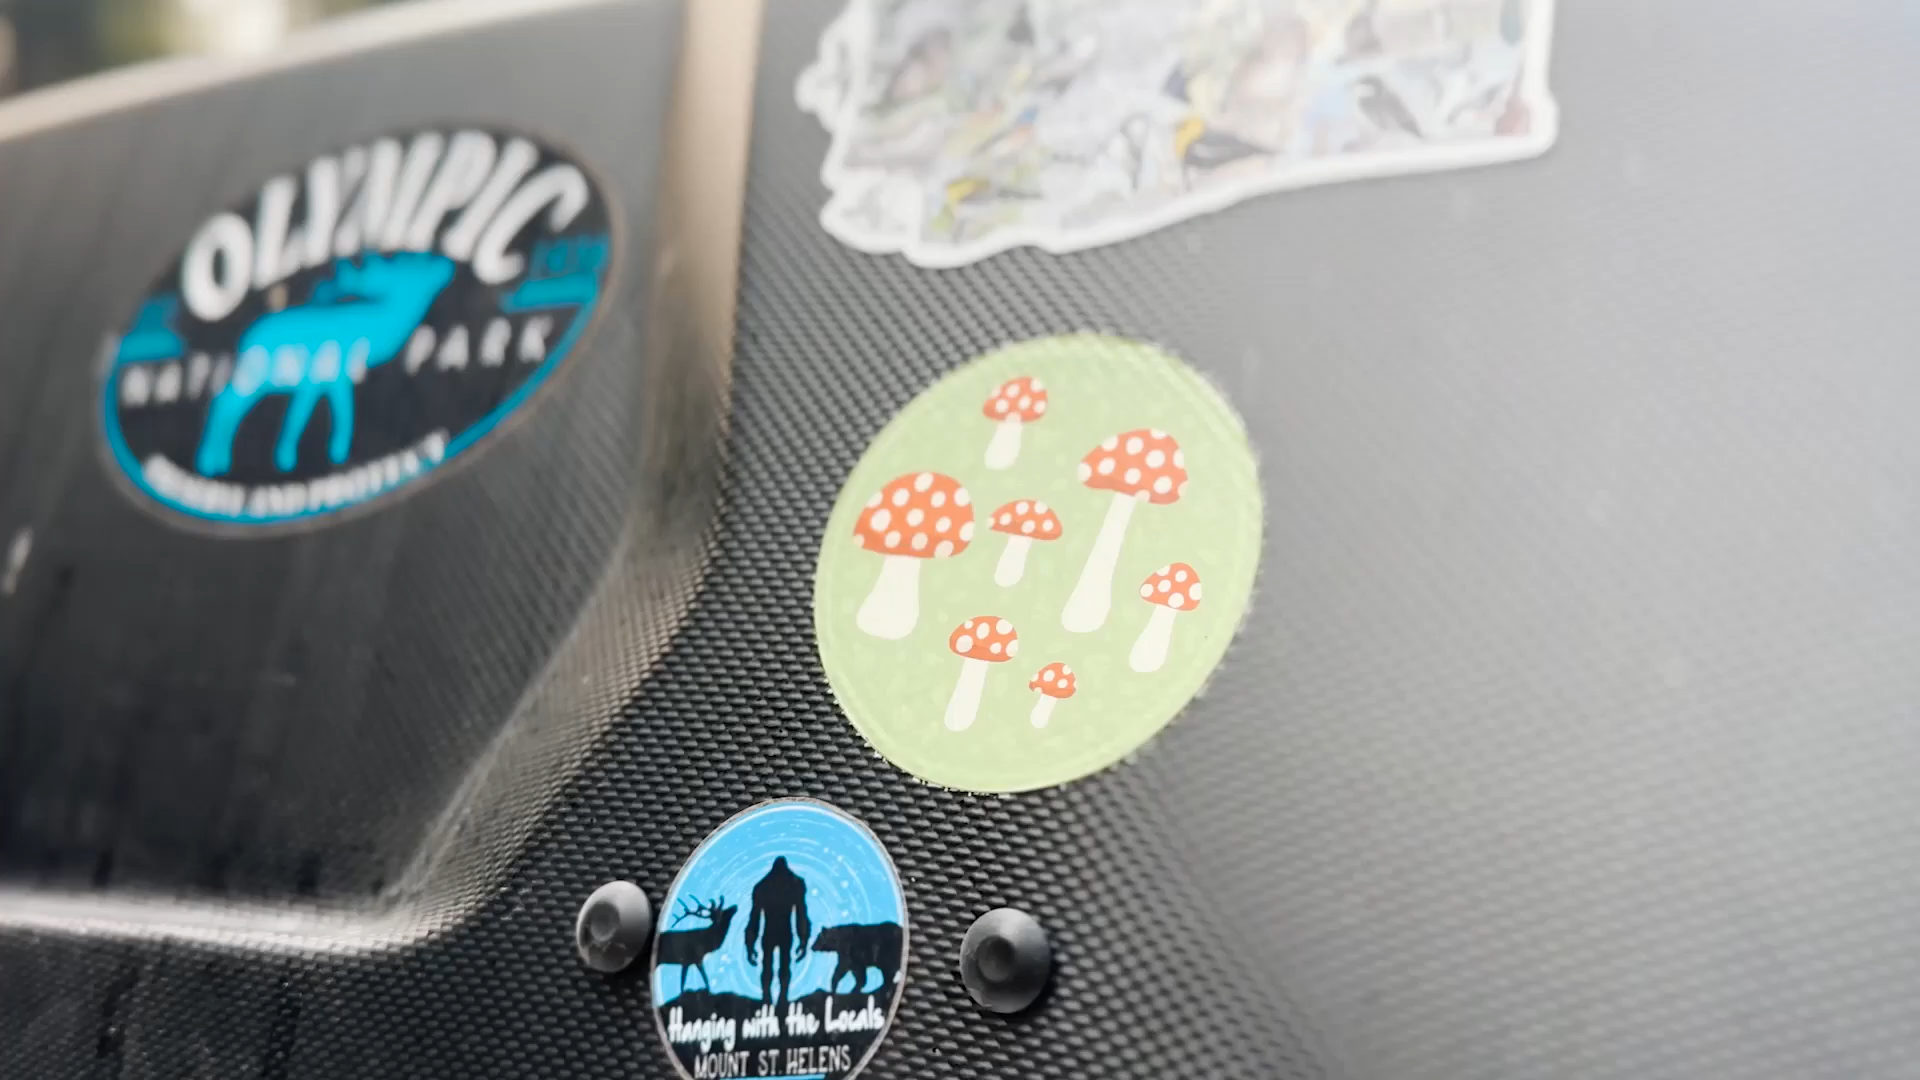 OLYMPIC
NATIONAL PARK
Hanging with the Locals
MOUNT ST. HELENS